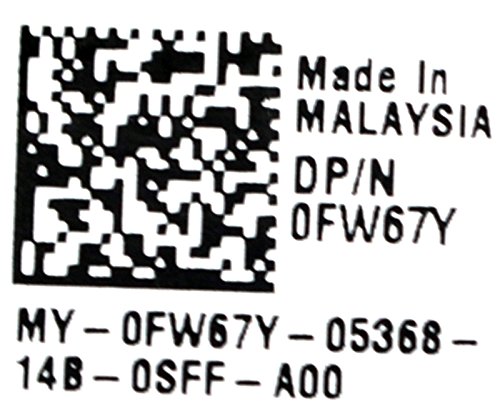 Made In
MALAYSIA
DP/N
0FW67Y
MY-0FW67Y-05368-
14B-0SFF-A00